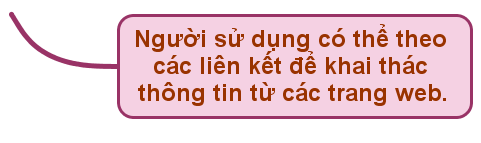 Người sử dụng có thể theo
các liên kết để khai thác
thông tin từ các trang web.